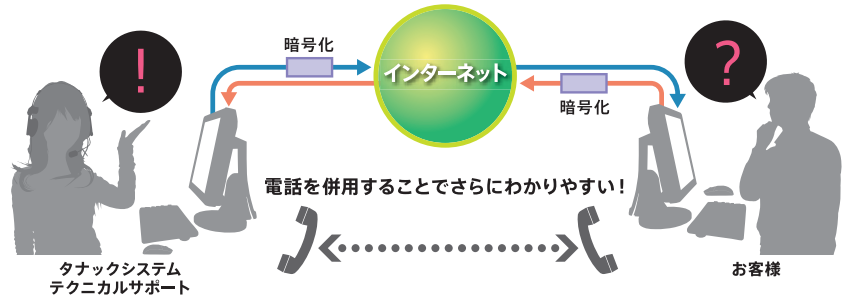 !
暗号化
インターネット
?
暗号化
電話を併用することでさらにわかりやすい！
タナックシステム
テクニカルサポート
お客様